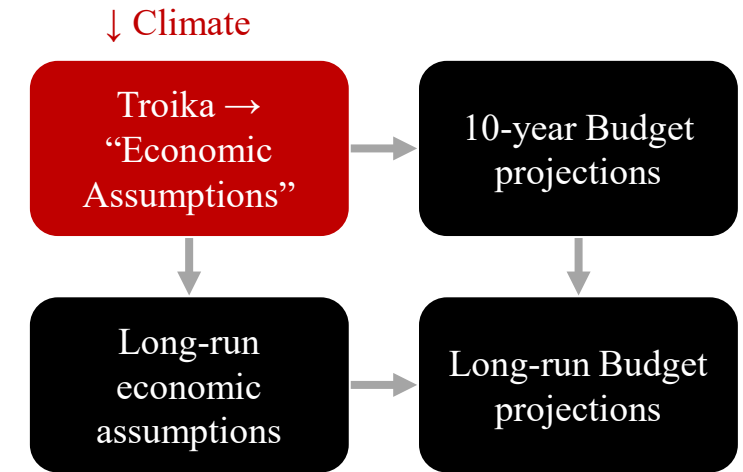 ↓ Climate
Troika →
“Economic
Assumptions”
10-year Budget
projections
Long-run
economic
assumptions
Long-run Budget
projections